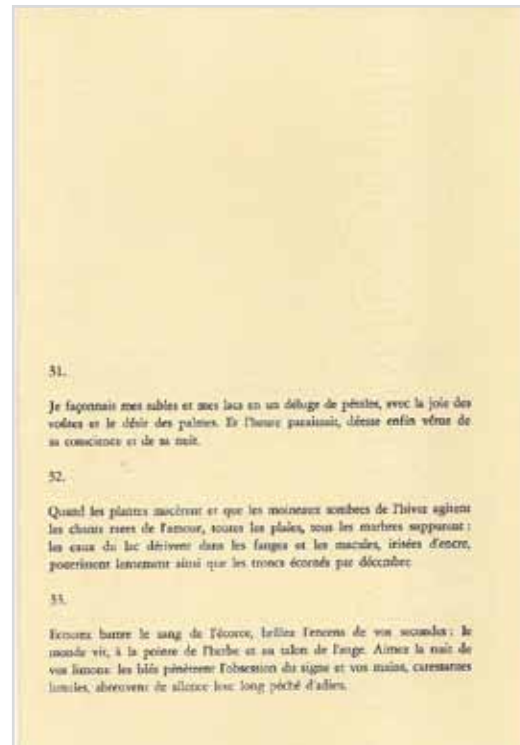 31.
Je façonnais mes sables et mes lacs en un déluge de pétales, avec la joie des
voûtes et le désir des palmes. Et l'heure paraissait, déesse enfin vêtue de
sa conscience et de sa nuit.
32.
Quand les plantes macèrent et que les moineaux sombres de l'hiver agitent
les chants rares de l'amour, toutes les plaies, tous les marbres suppurent :
les eaux du lac dérivent dans les fanges et les macules, irisées d'encre,
pourrissent lentement ainsi que les troncs écornés par décembre.
33.
Ecoutez battre le sang de l'écorce, brûlez l'encens de vos secondes : le
monde vit, à la pointe de l'herbe et au talon de l'ange. Aimez la nuit de
vos limons: les blés pénètrent l'obsession du signe et vos mains, caressantes
abreuvent de silence leur long péché d'adieu.